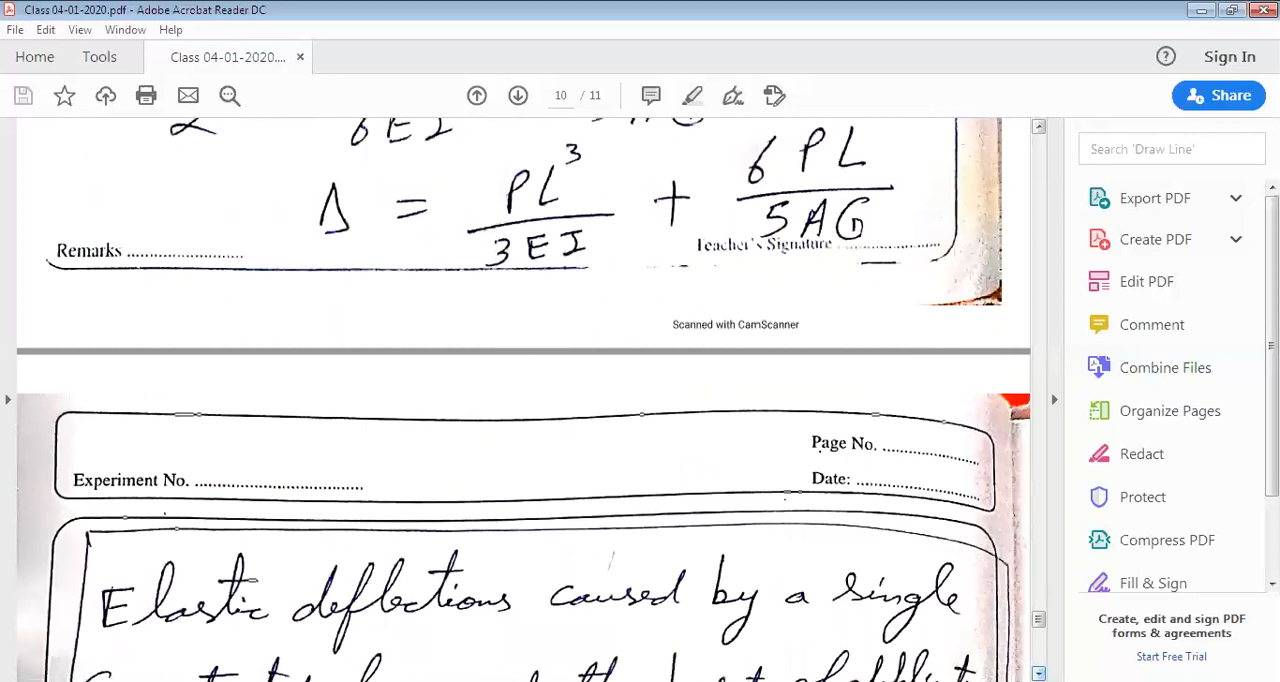 Class 04-01-2020.pdf - Adobe Acrobat Reader DC
File Edit View Window Help
Home Tools Class 04-01-2020.... ×
Sign In
10 / 11
Share
6EI
Δ = PL³/3EI + 6PL/5AG
Remarks ........................... Teacher's Signature ........................
Scanned with CamScanner
Page No. ....................
Experiment No. ........................................ Date: .........................
Elastic deflections caused by a single
Search 'Draw Line'
Export PDF
Create PDF
Edit PDF
Comment
Combine Files
Organize Pages
Redact
Protect
Compress PDF
Fill & Sign
Create, edit and sign PDF
forms & agreements
Start Free Trial